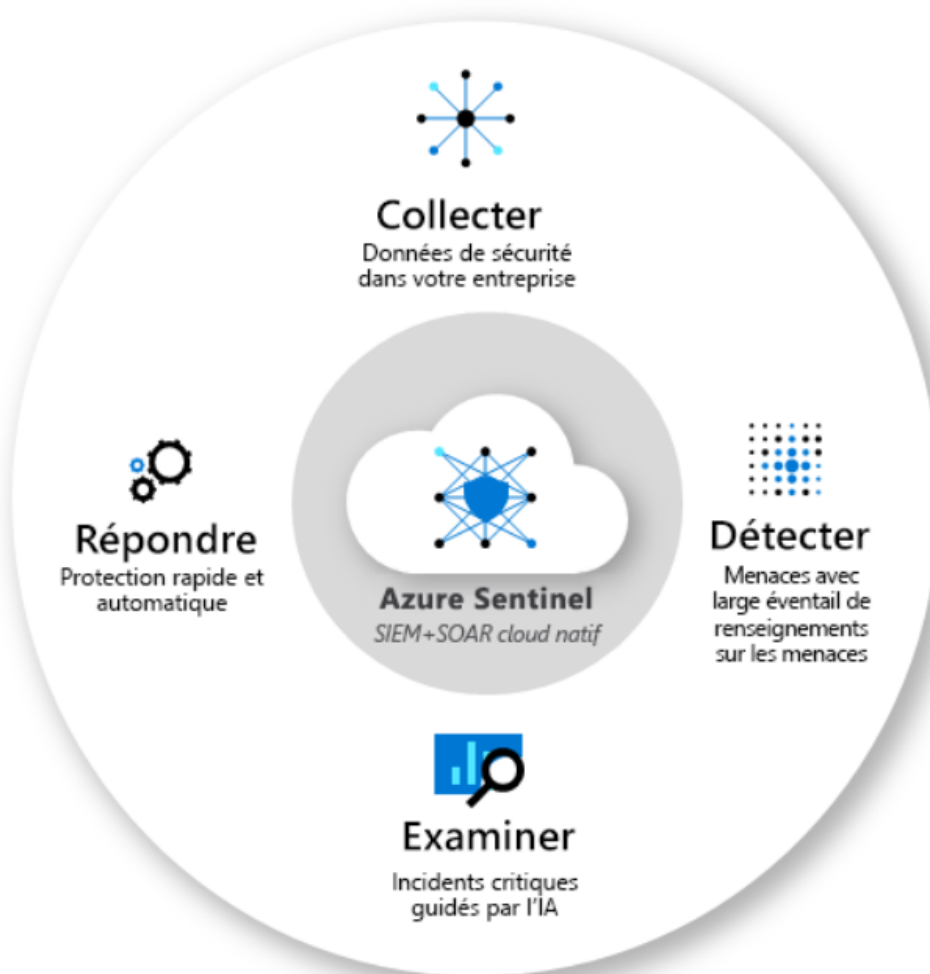 Collecter
Données de sécurité
dans votre entreprise
Répondre
Protection rapide et
automatique
Azure Sentinel
SIEM+SOAR cloud natif
Détecter
Menaces avec
large éventail de
renseignements
sur les menaces
Examiner
Incidents critiques
guidés par l'IA